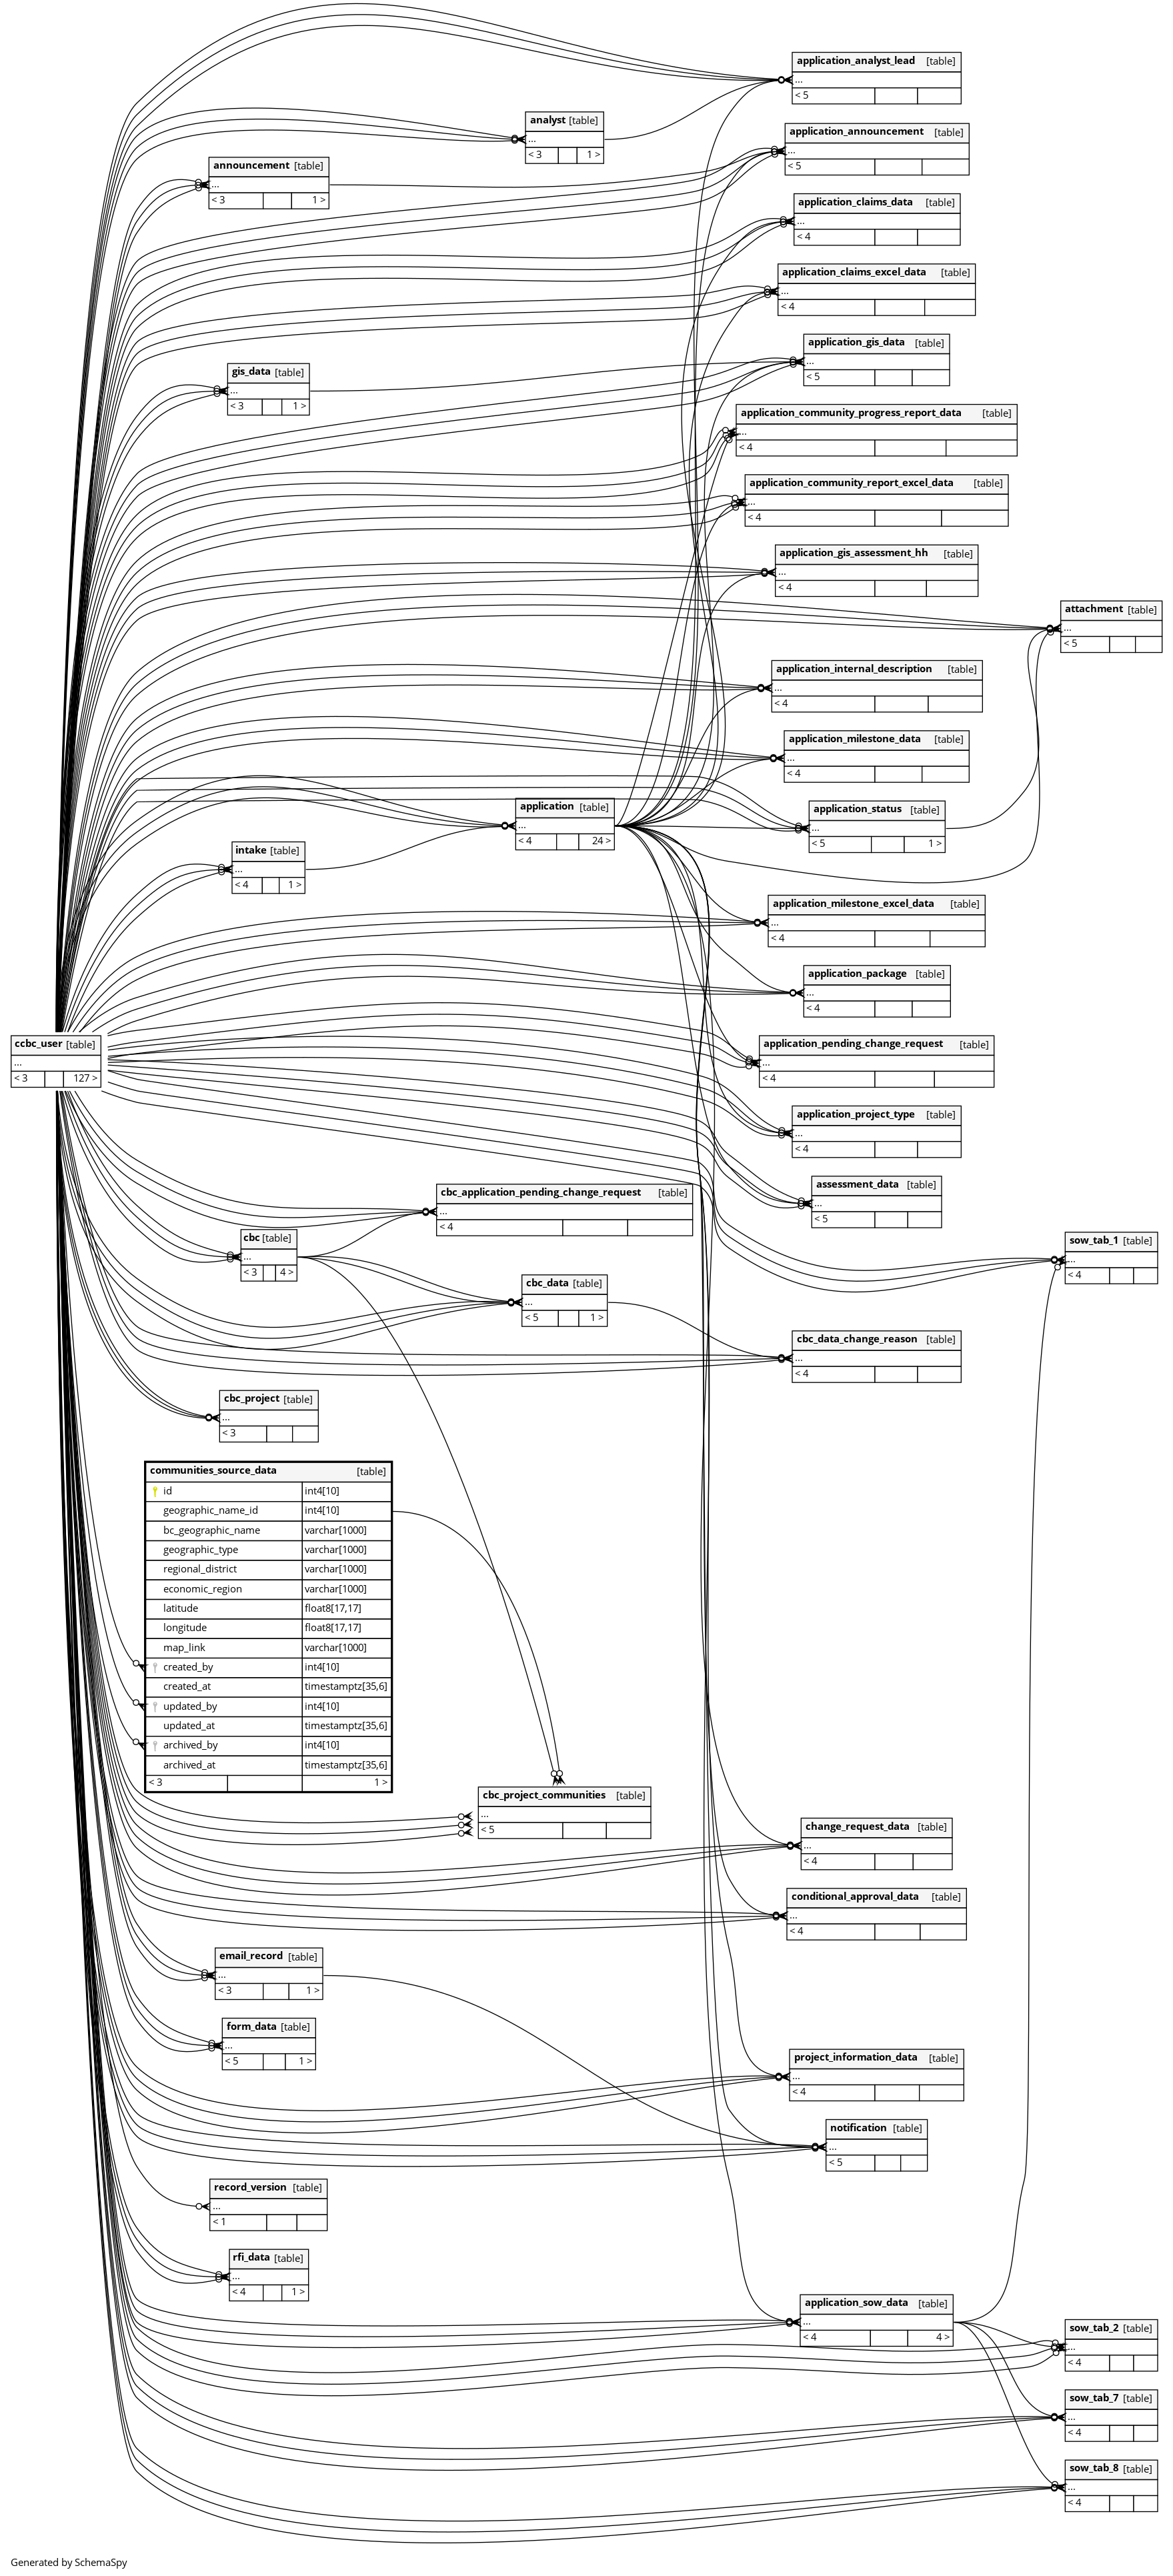 application_analyst_lead [table]
...
< 5
analyst [table]
...
< 3 1 >
application_announcement [table]
...
< 5
announcement [table]
...
< 3 1 >
application_claims_data [table]
...
< 4
application_claims_excel_data [table]
...
< 4
application_gis_data [table]
...
< 5
gis_data [table]
...
< 3 1 >
application_community_progress_report_data [table]
...
< 4
application_community_report_excel_data [table]
...
< 4
application_gis_assessment_hh [table]
...
< 4
attachment [table]
...
< 5
application_internal_description [table]
...
< 4
application_milestone_data [table]
...
< 4
application [table]
...
< 4 24 >
application_status [table]
...
< 5 1 >
intake [table]
...
< 4 1 >
application_milestone_excel_data [table]
...
< 4
application_package [table]
...
< 4
ccbc_user [table]
...
< 3 127 >
application_pending_change_request [table]
...
< 4
application_project_type [table]
...
< 4
assessment_data [table]
...
< 5
cbc_application_pending_change_request [table]
...
< 4
cbc [table]
...
< 3 4 >
sow_tab_1 [table]
...
< 4
cbc_data [table]
...
< 5 1 >
cbc_data_change_reason [table]
...
< 4
cbc_project [table]
...
< 3
communities_source_data [table]
id int4[10]
geographic_name_id int4[10]
bc_geographic_name varchar[1000]
geographic_type varchar[1000]
regional_district varchar[1000]
economic_region varchar[1000]
latitude float8[17,17]
longitude float8[17,17]
map_link varchar[1000]
created_by int4[10]
created_at timestamptz[35,6]
updated_by int4[10]
updated_at timestamptz[35,6]
archived_by int4[10]
archived_at timestamptz[35,6]
< 3 1 >
cbc_project_communities [table]
...
< 5
change_request_data [table]
...
< 4
conditional_approval_data [table]
...
< 4
email_record [table]
...
< 3 1 >
form_data [table]
...
< 5 1 >
project_information_data [table]
...
< 4
notification [table]
...
< 5
record_version [table]
...
< 1
rfi_data [table]
...
< 4 1 >
application_sow_data [table]
...
< 4 4 >
sow_tab_2 [table]
...
< 4
sow_tab_7 [table]
...
< 4
sow_tab_8 [table]
...
< 4
Generated by SchemaSpy